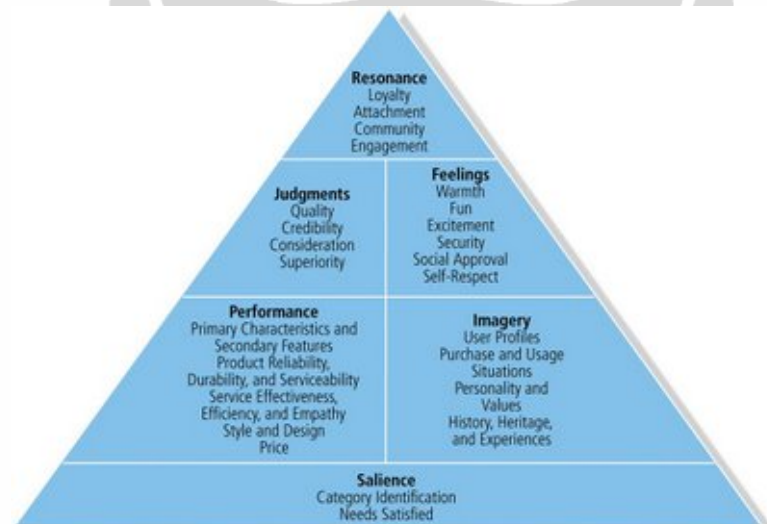 Resonance
Loyalty
Attachment
Community
Engagement
Judgments
Quality
Credibility
Consideration
Superiority
Feelings
Warmth
Fun
Excitement
Security
Social Approval
Self-Respect
Performance
Primary Characteristics and
Secondary Features
Product Reliability,
Durability, and Serviceability
Service Effectiveness,
Efficiency, and Empathy
Style and Design
Price
Imagery
User Profiles
Purchase and Usage
Situations
Personality and
Values
History, Heritage,
and Experiences
Salience
Category Identification
Needs Satisfied